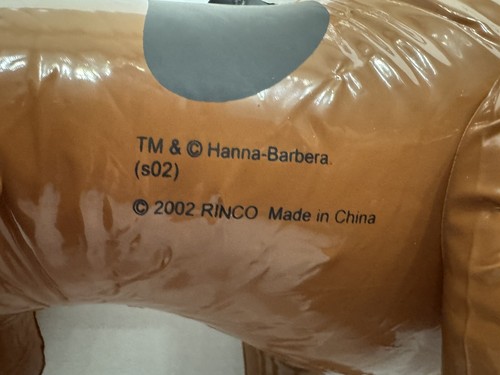 TM & © Hanna-Barbera.
(s02)
© 2002 RINCO Made in China